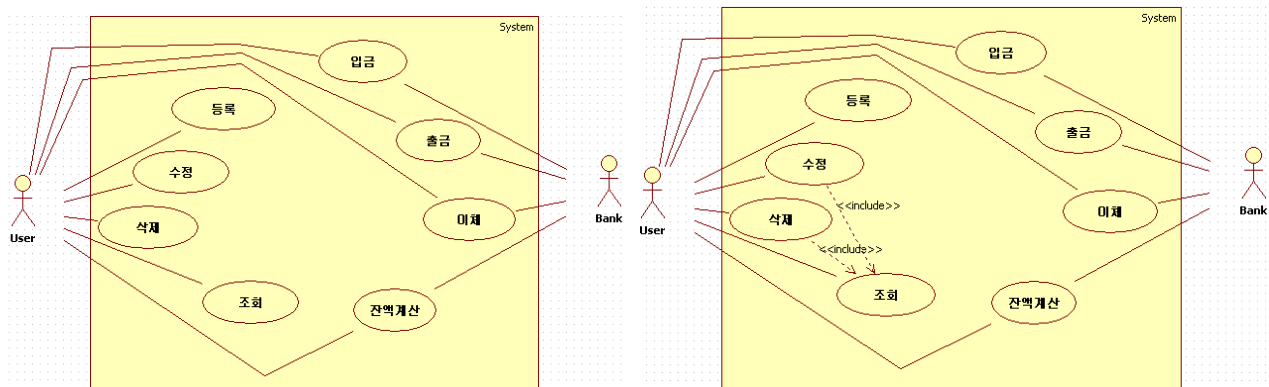 System
입금
등록
출금
수정
이체
삭제
조회
잔액계산
User
Bank
System
입금
등록
출금
수정
<<include>>
이체
삭제
<<include>>
조회
잔액계산
User
Bank